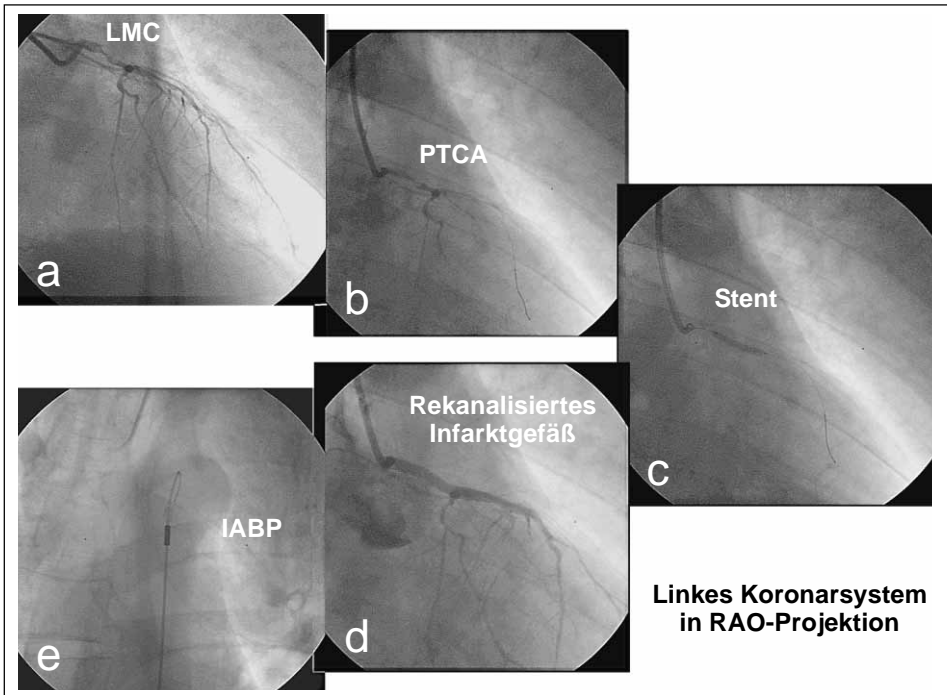 LMC
a
PTCA
b
Stent
c
Rekanalisiertes
Infarktgefäß
d
IABP
e
Linkes Koronarsystem
in RAO-Projektion